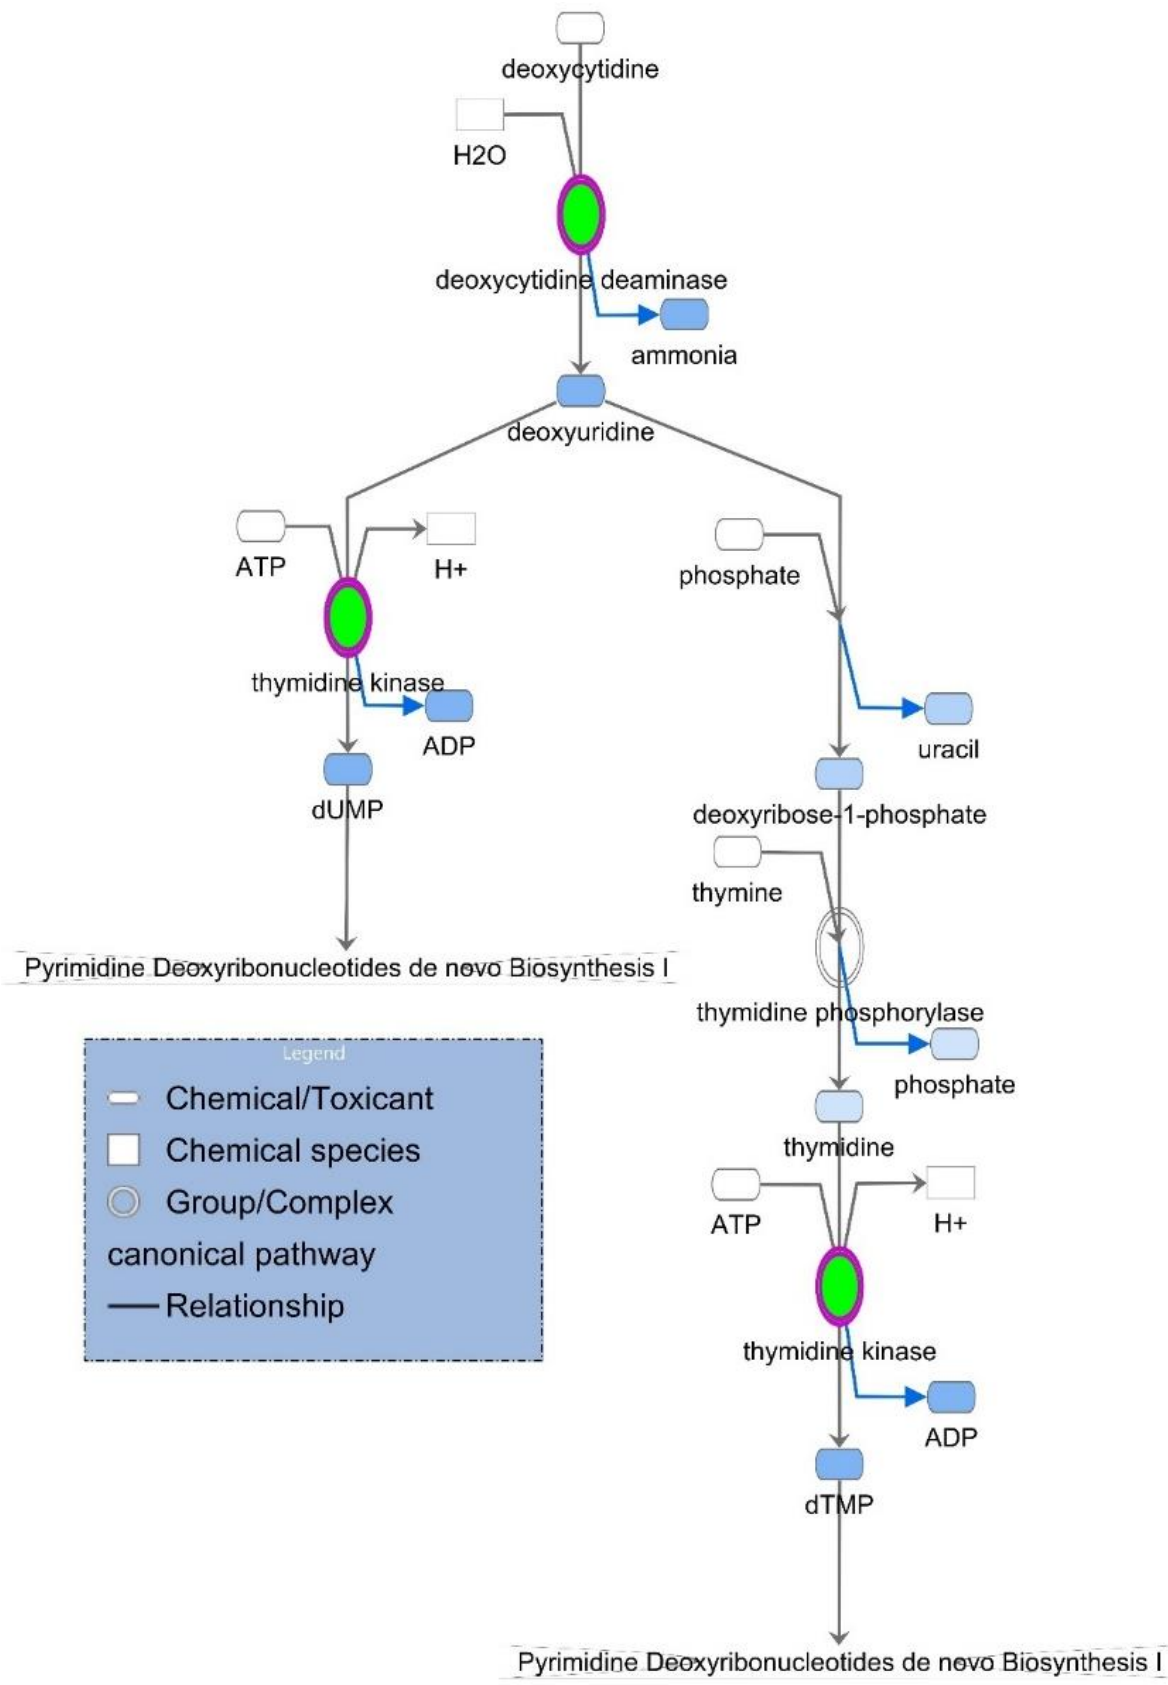 deoxycytidine
H2O
deoxycytidine deaminase
ammonia
deoxyuridine
ATP
H+
phosphate
thymidine kinase
ADP
uracil
dUMP
deoxyribose-1-phosphate
thymine
Pyrimidine Deoxyribonucleotides de novo Biosynthesis I
thymidine phosphorylase
phosphate
Legend
Chemical/Toxicant
Chemical species
Group/Complex
canonical pathway
Relationship
thymidine
ATP
H+
thymidine kinase
ADP
dTMP
Pyrimidine Deoxyribonucleotides de novo Biosynthesis I